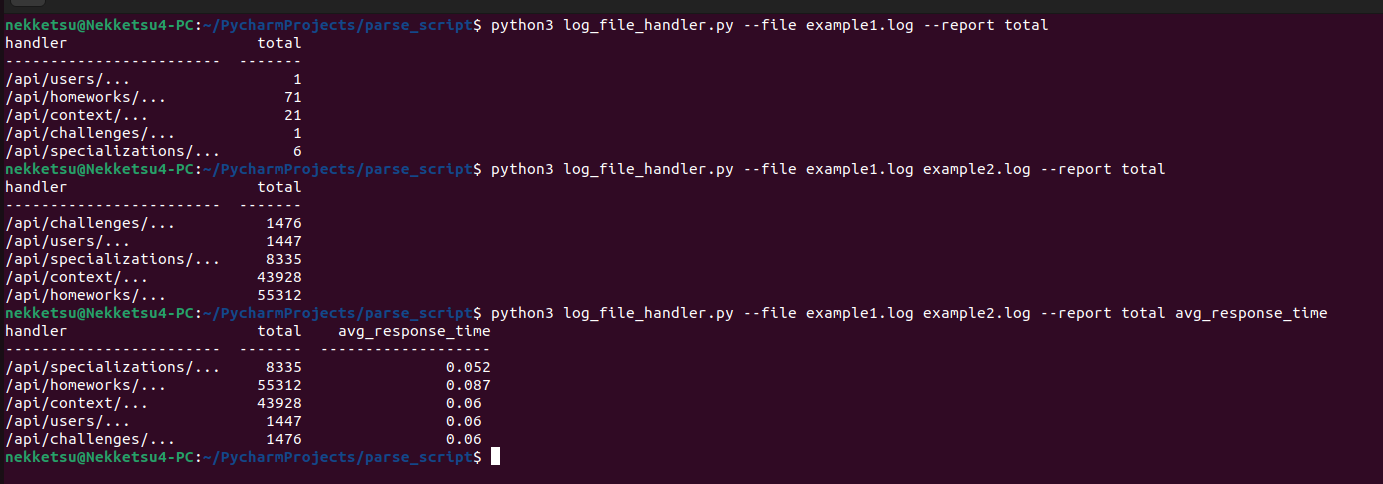 nekketsu@Nekketsu4-PC:~/PycharmProjects/parse_script$ python3 log_file_handler.py --file example1.log --report total
handler                     total
------------------------  -------
/api/users/...                  1
/api/homeworks/...             71
/api/context/...               21
/api/challenges/...             1
/api/specializations/...        6
nekketsu@Nekketsu4-PC:~/PycharmProjects/parse_script$ python3 log_file_handler.py --file example1.log example2.log --report total
handler                     total
------------------------  -------
/api/challenges/...          1476
/api/users/...               1447
/api/specializations/...     8335
/api/context/...            43928
/api/homeworks/...          55312
nekketsu@Nekketsu4-PC:~/PycharmProjects/parse_script$ python3 log_file_handler.py --file example1.log example2.log --report total avg_response_time
handler                     total    avg_response_time
------------------------  -------  -------------------
/api/specializations/...     8335                0.052
/api/homeworks/...          55312                0.087
/api/context/...            43928                0.06
/api/users/...               1447                0.06
/api/challenges/...          1476                0.06
nekketsu@Nekketsu4-PC:~/PycharmProjects/parse_script$